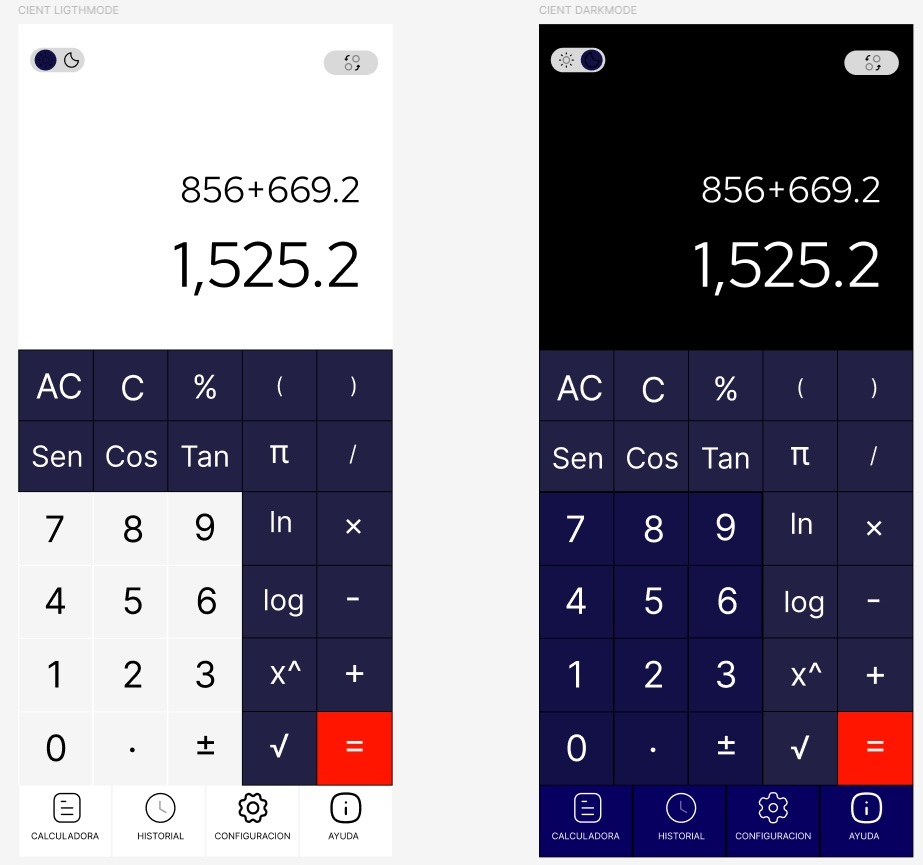 CIENT LIGTHMODE
856+669.2
1,525.2
AC C % ( )
Sen Cos Tan π /
7 8 9 ln ×
4 5 6 log -
1 2 3 x^ +
0 . ± √ =
CALCULADORA HISTORIAL CONFIGURACION AYUDA
CIENT DARKMODE
856+669.2
1,525.2
AC C % ( )
Sen Cos Tan π /
7 8 9 ln ×
4 5 6 log -
1 2 3 x^ +
0 . ± √ =
CALCULADORA HISTORIAL CONFIGURACION AYUDA